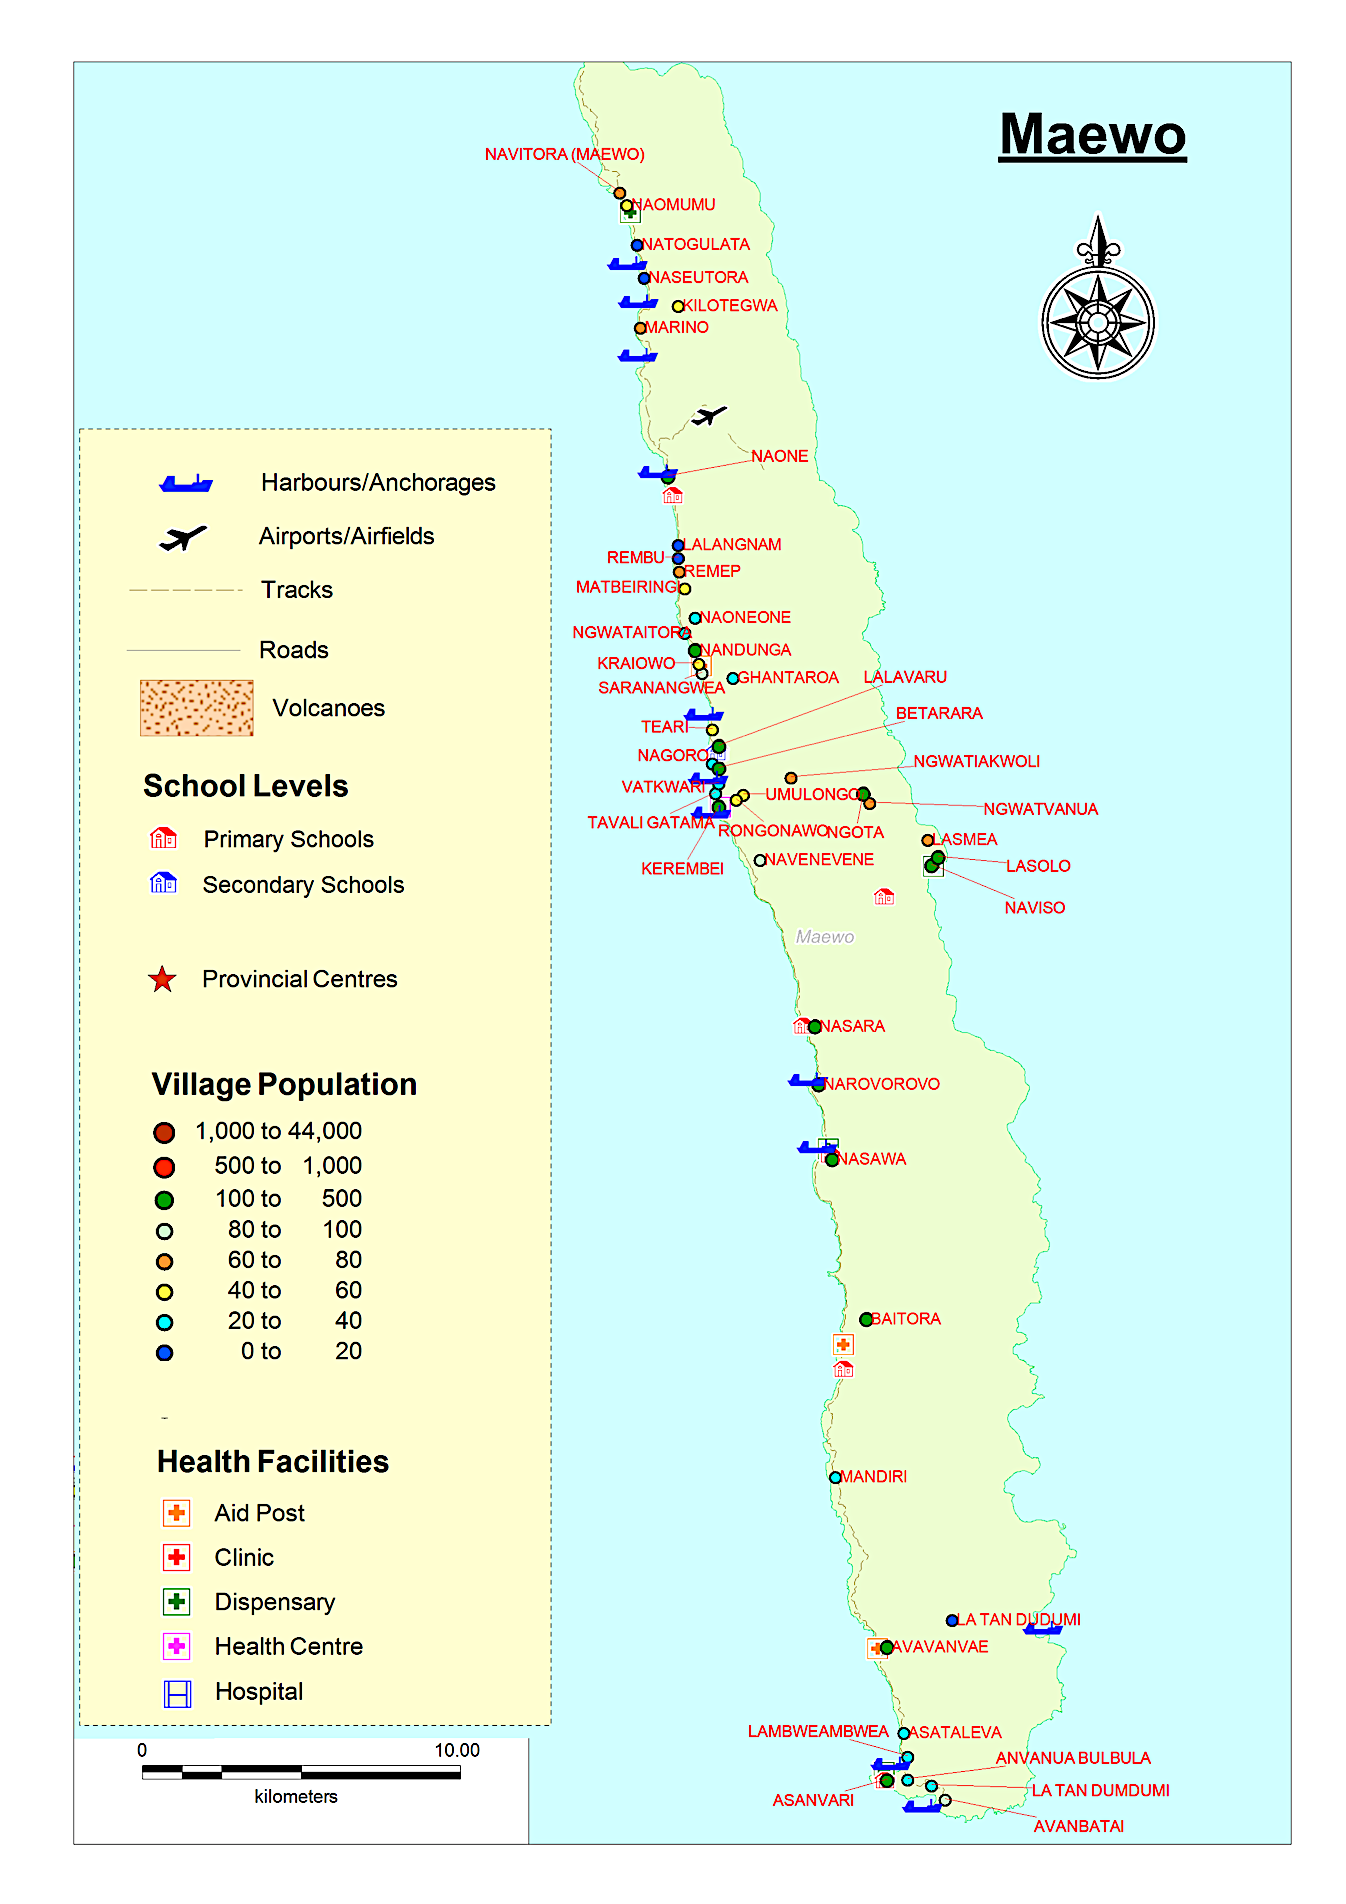 Maewo
NAVITORA (MAEWO)
NAOMUMU
NATOGULATA
NASEUTORA
KILOTEGWA
MARINO
NAONE
LALANGNAM
REMBU
REMEP
MATBEIRINGI
NAONEONE
NGWATAITORA
NANDUNGA
KRAIOWO
GHANTAROA
LALAVARU
SARANANGWEA
BETARARA
TEARI
NAGORO
NGWATIAKWOLI
VATKWARI
UMULONGO
NGWATVANUA
TAVALI GATAMA
RONGONAWO
NGOTA
LASMEA
KEREMBEI
NAVENEVENE
LASOLO
NAVISO
Maewo
NASARA
NAROVOROVO
NASAWA
BAITORA
MANDIRI
LA TAN DUDUMI
AVAVANVAE
LAMBWEAMBWEA
ASATALEVA
ANVANUA BULBULA
ASANVARI
LA TAN DUMDUMI
AVANBATAI
Harbours/Anchorages
Airports/Airfields
Tracks
Roads
Volcanoes
School Levels
Primary Schools
Secondary Schools
Provincial Centres
Village Population
1,000 to 44,000
500 to 1,000
100 to 500
80 to 100
60 to 80
40 to 60
20 to 40
0 to 20
Health Facilities
Aid Post
Clinic
Dispensary
Health Centre
Hospital
0 10.00
kilometers